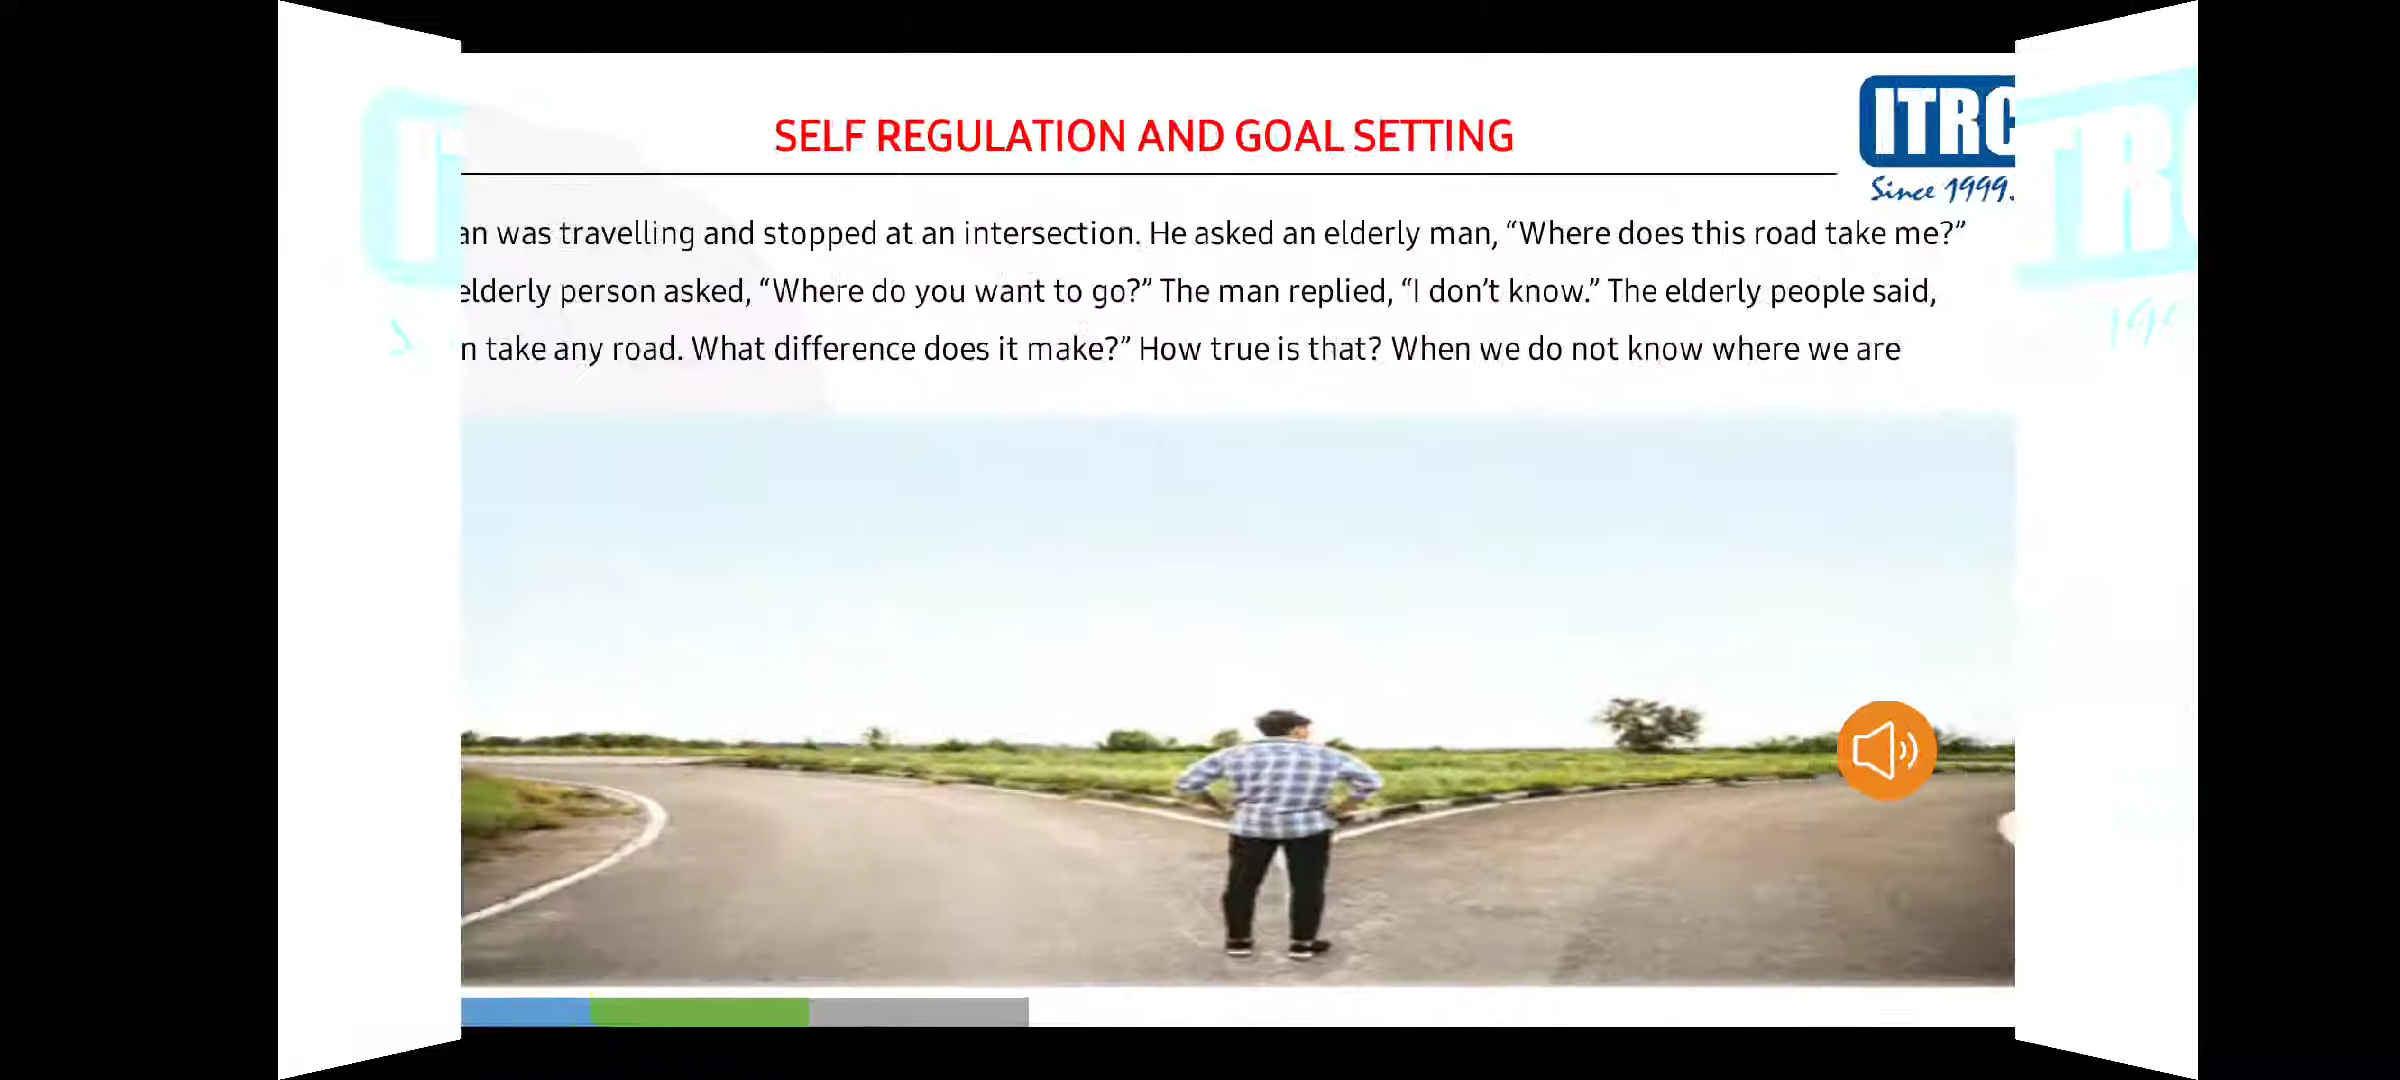 SELF REGULATION AND GOAL SETTING
ITRC
Since 1999.
was travelling and stopped at an intersection. He asked an elderly man, “Where does this road take me?”
elderly person asked, “Where do you want to go?” The man replied, “I don’t know.” The elderly people said,
take any road. What difference does it make?” How true is that? When we do not know where we are